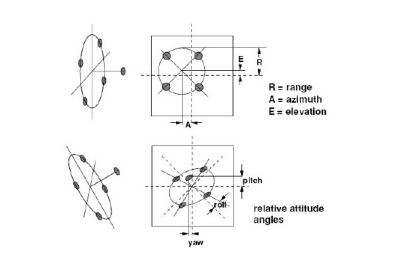 E
R
A
R = range
A = azimuth
E = elevation
pitch
roll
yaw
relative attitude
angles